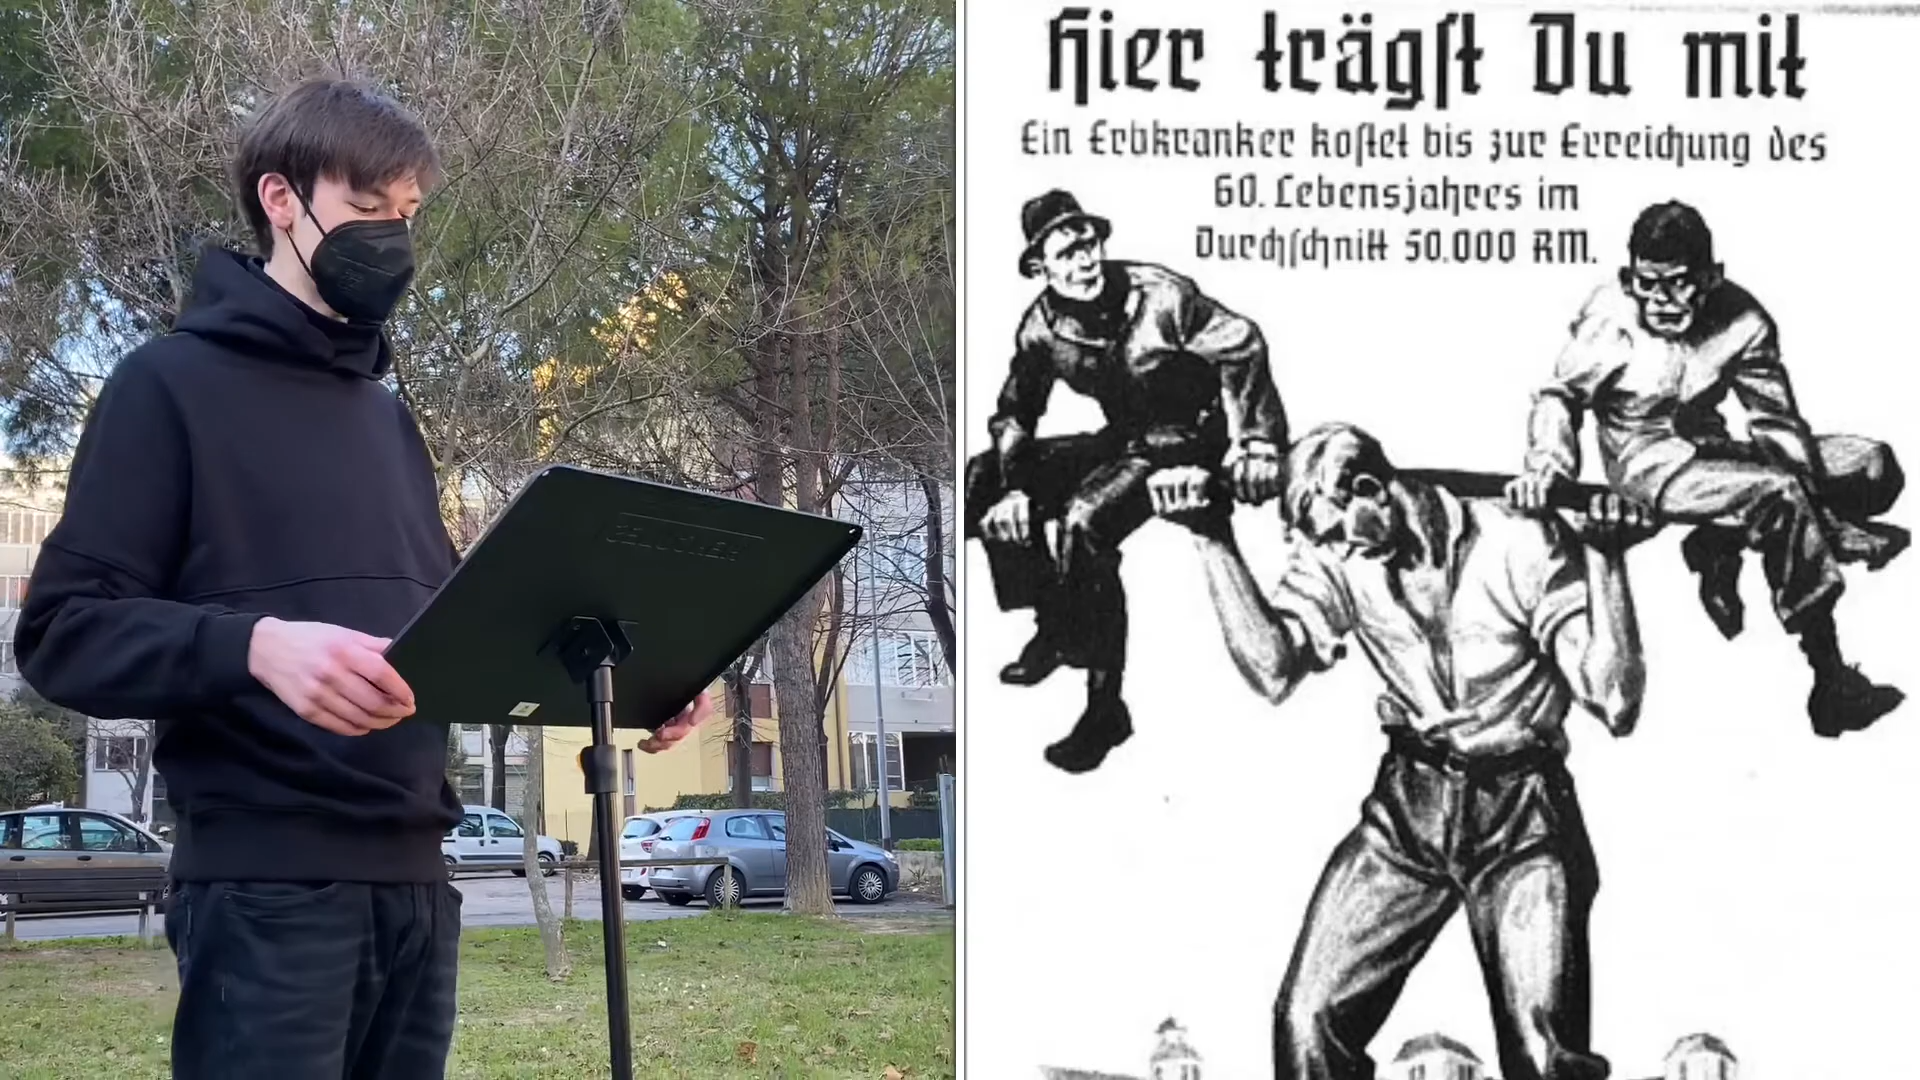 Hier trägst Du mit
Ein Erbkranker kostet bis zur Erreichung des
60. Lebensjahres im
Durchschnitt 50.000 RM.